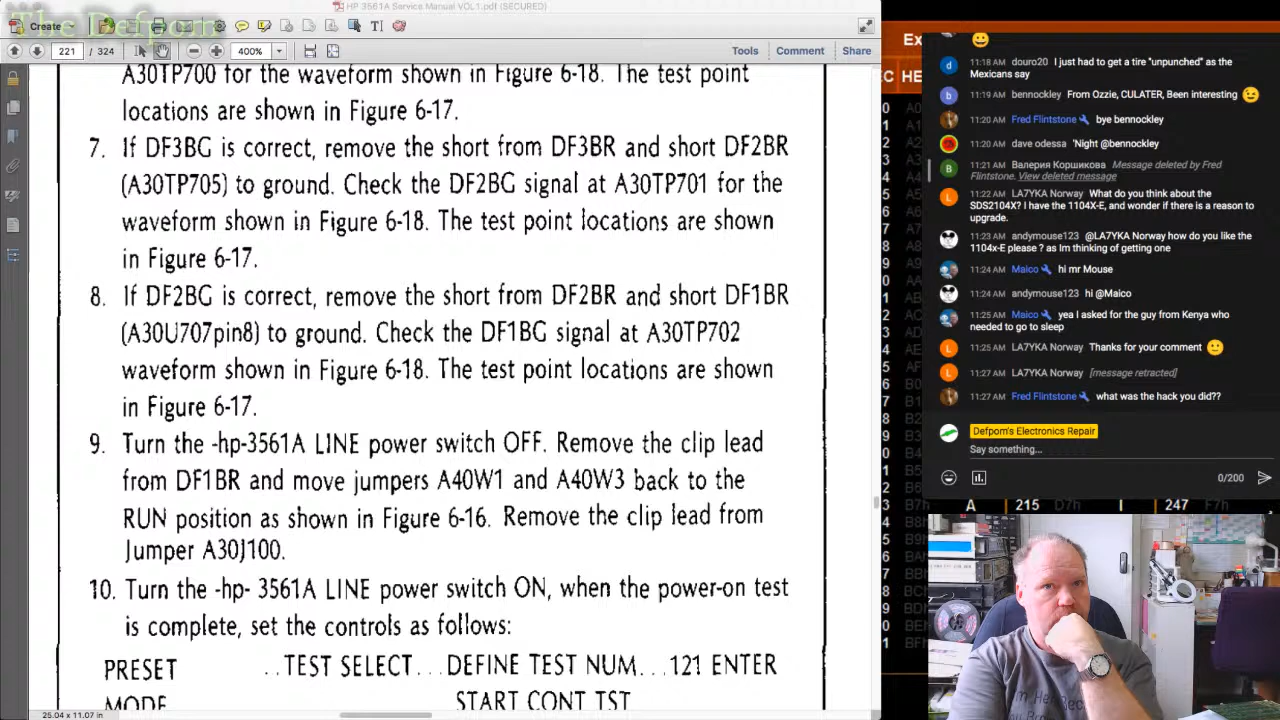 The Defpom
HP 3561A Service Manual VOL1.pdf (SECURED)
Create
221 / 324
400%
Tools Comment Share
A30TP700 for the waveform shown in Figure 6-18. The test point
locations are shown in Figure 6-17.
7. If DF3BG is correct, remove the short from DF3BR and short DF2BR
(A30TP705) to ground. Check the DF2BG signal at A30TP701 for the
waveform shown in Figure 6-18. The test point locations are shown
in Figure 6-17.
8. If DF2BG is correct, remove the short from DF2BR and short DF1BR
(A30U707pin8) to ground. Check the DF1BG signal at A30TP702
waveform shown in Figure 6-18. The test point locations are shown
in Figure 6-17.
9. Turn the -hp-3561A LINE power switch OFF. Remove the clip lead
from DF1BR and move jumpers A40W1 and A40W3 back to the
RUN position as shown in Figure 6-16. Remove the clip lead from
Jumper A30J100.
10. Turn the -hp- 3561A LINE power switch ON, when the power-on test
is complete, set the controls as follows:
PRESET ..TEST SELECT...DEFINE TEST NUM...121 ENTER
MODE START CONT TST
25.04 x 11.07 in
Ex
C HE
11:18 AM douro20 I just had to get a tire "unpunched" as the
Mexicans say
11:19 AM bennockley From Ozzie, CULATER, Been interesting
11:20 AM Fred Flintstone bye bennockley
11:20 AM dave odessa 'Night @bennockley
11:21 AM Валерия Коршикова Message deleted by Fred
Flintstone. View deleted message
11:22 AM LA7YKA Norway What do you think about the
SDS2104X? I have the 1104X-E, and wonder if there is a reason to
upgrade.
11:23 AM andymouse123 @LA7YKA Norway how do you like the
1104x-E please ? as Im thinking of getting one
11:24 AM Maico hi mr Mouse
11:24 AM andymouse123 hi @Maico
11:25 AM Maico yea I asked for the guy from Kenya who
needed to go to sleep
11:25 AM LA7YKA Norway Thanks for your comment
11:27 AM LA7YKA Norway [message retracted]
11:27 AM Fred Flintstone what was the hack you did??
Defpom's Electronics Repair
Say something...
0/200
3 B7h A 215 D7h I 247 F7h